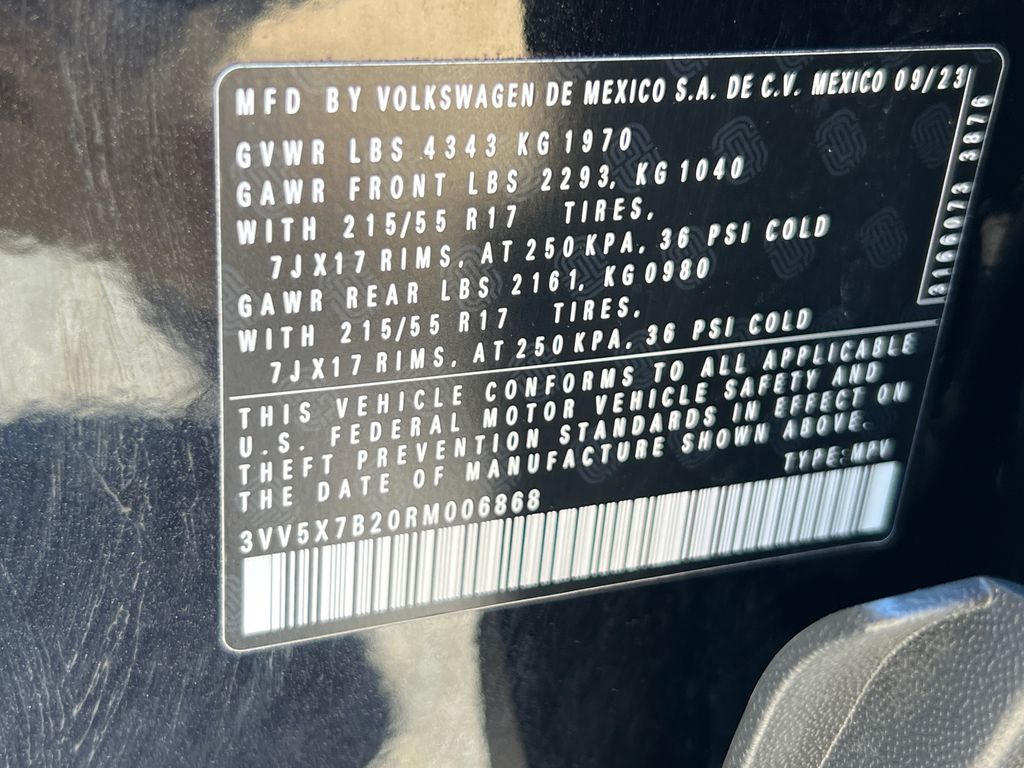 MFD BY VOLKSWAGEN DE MEXICO S.A. DE C.V. MEXICO 09/23
GVWR LBS 4343 KG 1970
GAWR FRONT LBS 2293, KG 1040
WITH 215/55 R17 TIRES,
7JX17 RIMS, AT 250 KPA, 36 PSI COLD
GAWR REAR LBS 2161, KG0980
WITH 215/55 R17 TIRES,
7JX17 RIMS, AT 250 KPA, 36 PSI COLD
THIS VEHICLE CONFORMS TO ALL APPLICABLE
U.S. FEDERAL MOTOR VEHICLE SAFETY AND
THEFT PREVENTION STANDARDS IN EFFECT ON
THE DATE OF MANUFACTURE SHOWN ABOVE.
TYPE:MPV
3VV5X7B20RM006868
3876